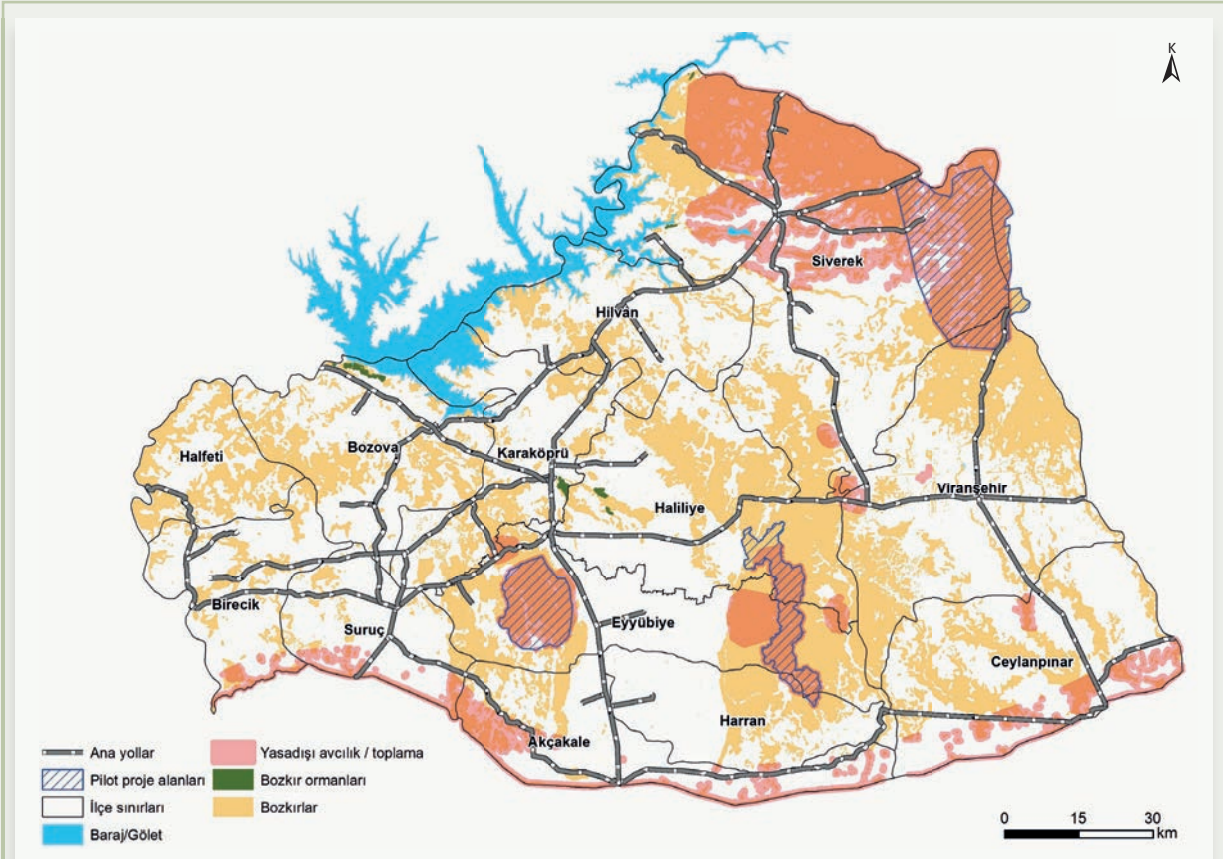 K
Siverek
Hilvan
Halfeti
Bozova
Karaköprü
Haliliye
Viranşehir
Birecik
Suruç
Eyyübiye
Ceylanpınar
Harran
Akçakale
Ana yollar
Pilot proje alanları
İlçe sınırları
Baraj/Gölet
Yasadışı avcılık / toplama
Bozkır ormanları
Bozkırlar
0 15 30
km